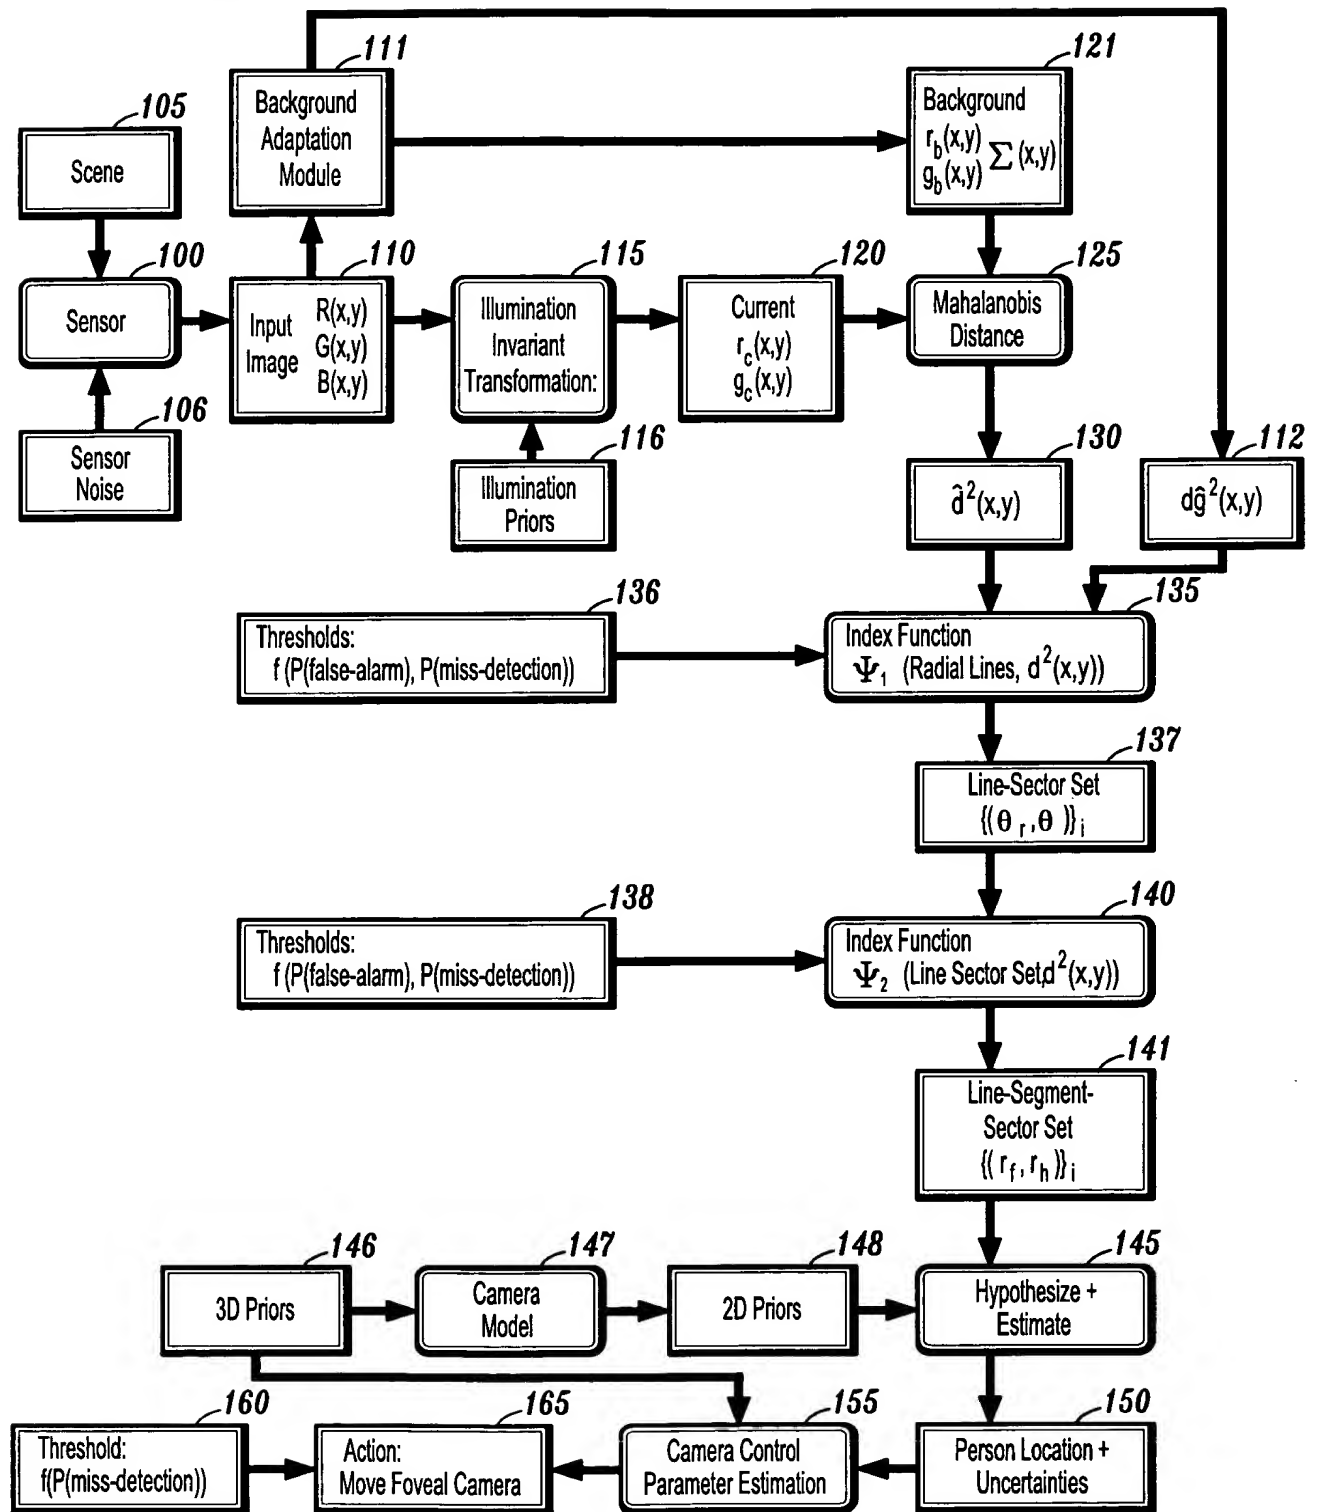 111
Background
Adaptation
Module
121
Background
r_b(x,y)
g_b(x,y)
Σ (x,y)
105
Scene
100
Sensor
110
Input
Image
R(x,y)
G(x,y)
B(x,y)
115
Illumination
Invariant
Transformation:
120
Current
r_c(x,y)
g_c(x,y)
125
Mahalanobis
Distance
106
Sensor
Noise
116
Illumination
Priors
130
d̂²(x,y)
112
dĝ²(x,y)
136
Thresholds:
f (P(false-alarm), P(miss-detection))
135
Index Function
Ψ₁ (Radial Lines, d²(x,y))
137
Line-Sector Set
{(θ_r,θ )}_i
138
Thresholds:
f (P(false-alarm), P(miss-detection))
140
Index Function
Ψ₂ (Line Sector Set,d²(x,y))
141
Line-Segment-
Sector Set
{(r_f,r_h)}_i
146
3D Priors
147
Camera
Model
148
2D Priors
145
Hypothesize +
Estimate
160
Threshold:
f(P(miss-detection))
165
Action:
Move Foveal Camera
155
Camera Control
Parameter Estimation
150
Person Location +
Uncertainties